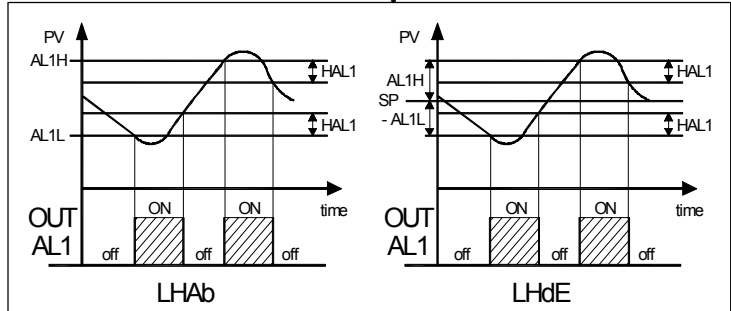 PV
AL1H
HAL1
HAL1
AL1L
time
OUT
AL1
off
ON
off
ON
off
LHAb
PV
AL1H
HAL1
SP
- AL1L
HAL1
time
OUT
AL1
off
ON
off
ON
off
LHdE